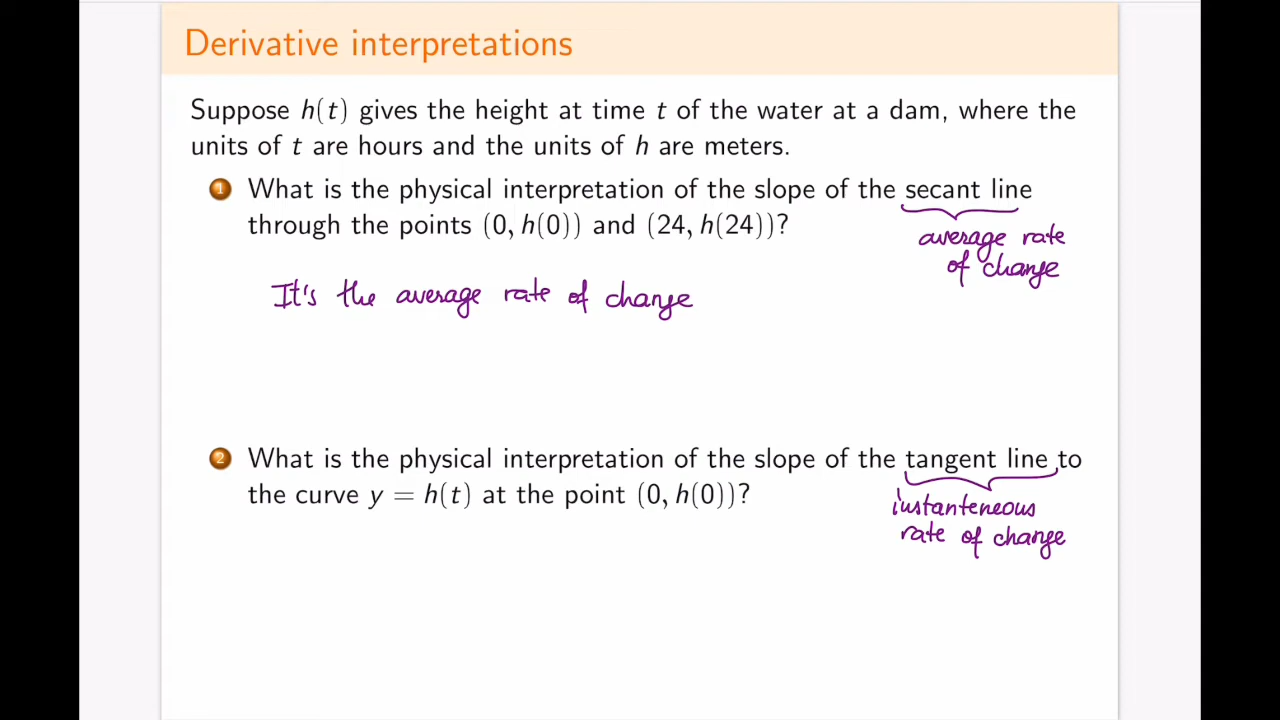 Derivative interpretations
Suppose h(t) gives the height at time t of the water at a dam, where the
units of t are hours and the units of h are meters.
1 What is the physical interpretation of the slope of the secant line
through the points (0, h(0)) and (24, h(24))?
average rate
of change
It's the average rate of change
2 What is the physical interpretation of the slope of the tangent line to
the curve y = h(t) at the point (0, h(0))?
instanteneous
rate of change